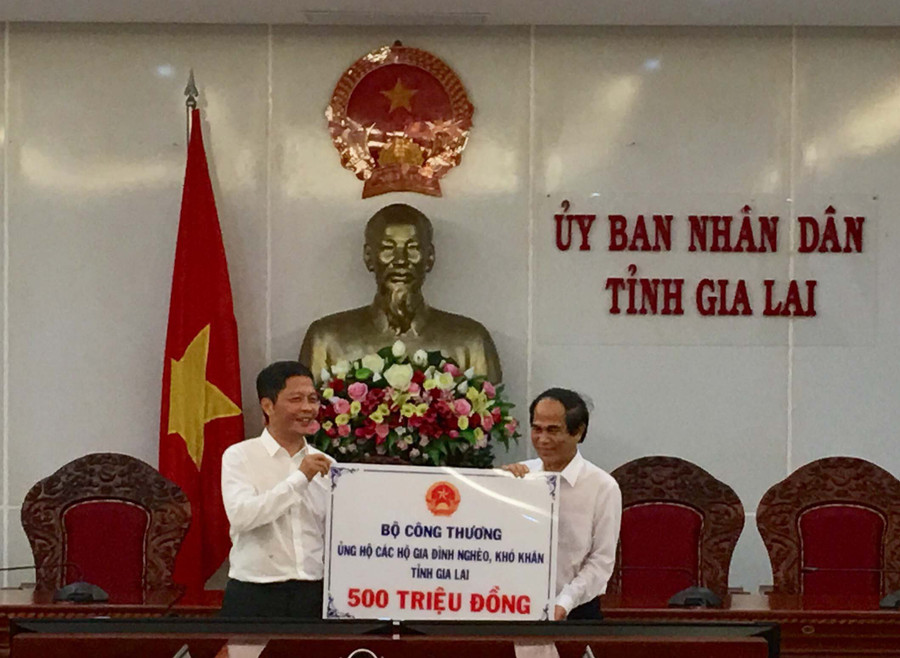 ỦY BAN NHÂN DÂN
TỈNH GIA LAI
BỘ CÔNG THƯƠNG
ỦNG HỘ CÁC HỘ GIA ĐÌNH NGHÈO, KHÓ KHĂN
TỈNH GIA LAI
500 TRIỆU ĐỒNG